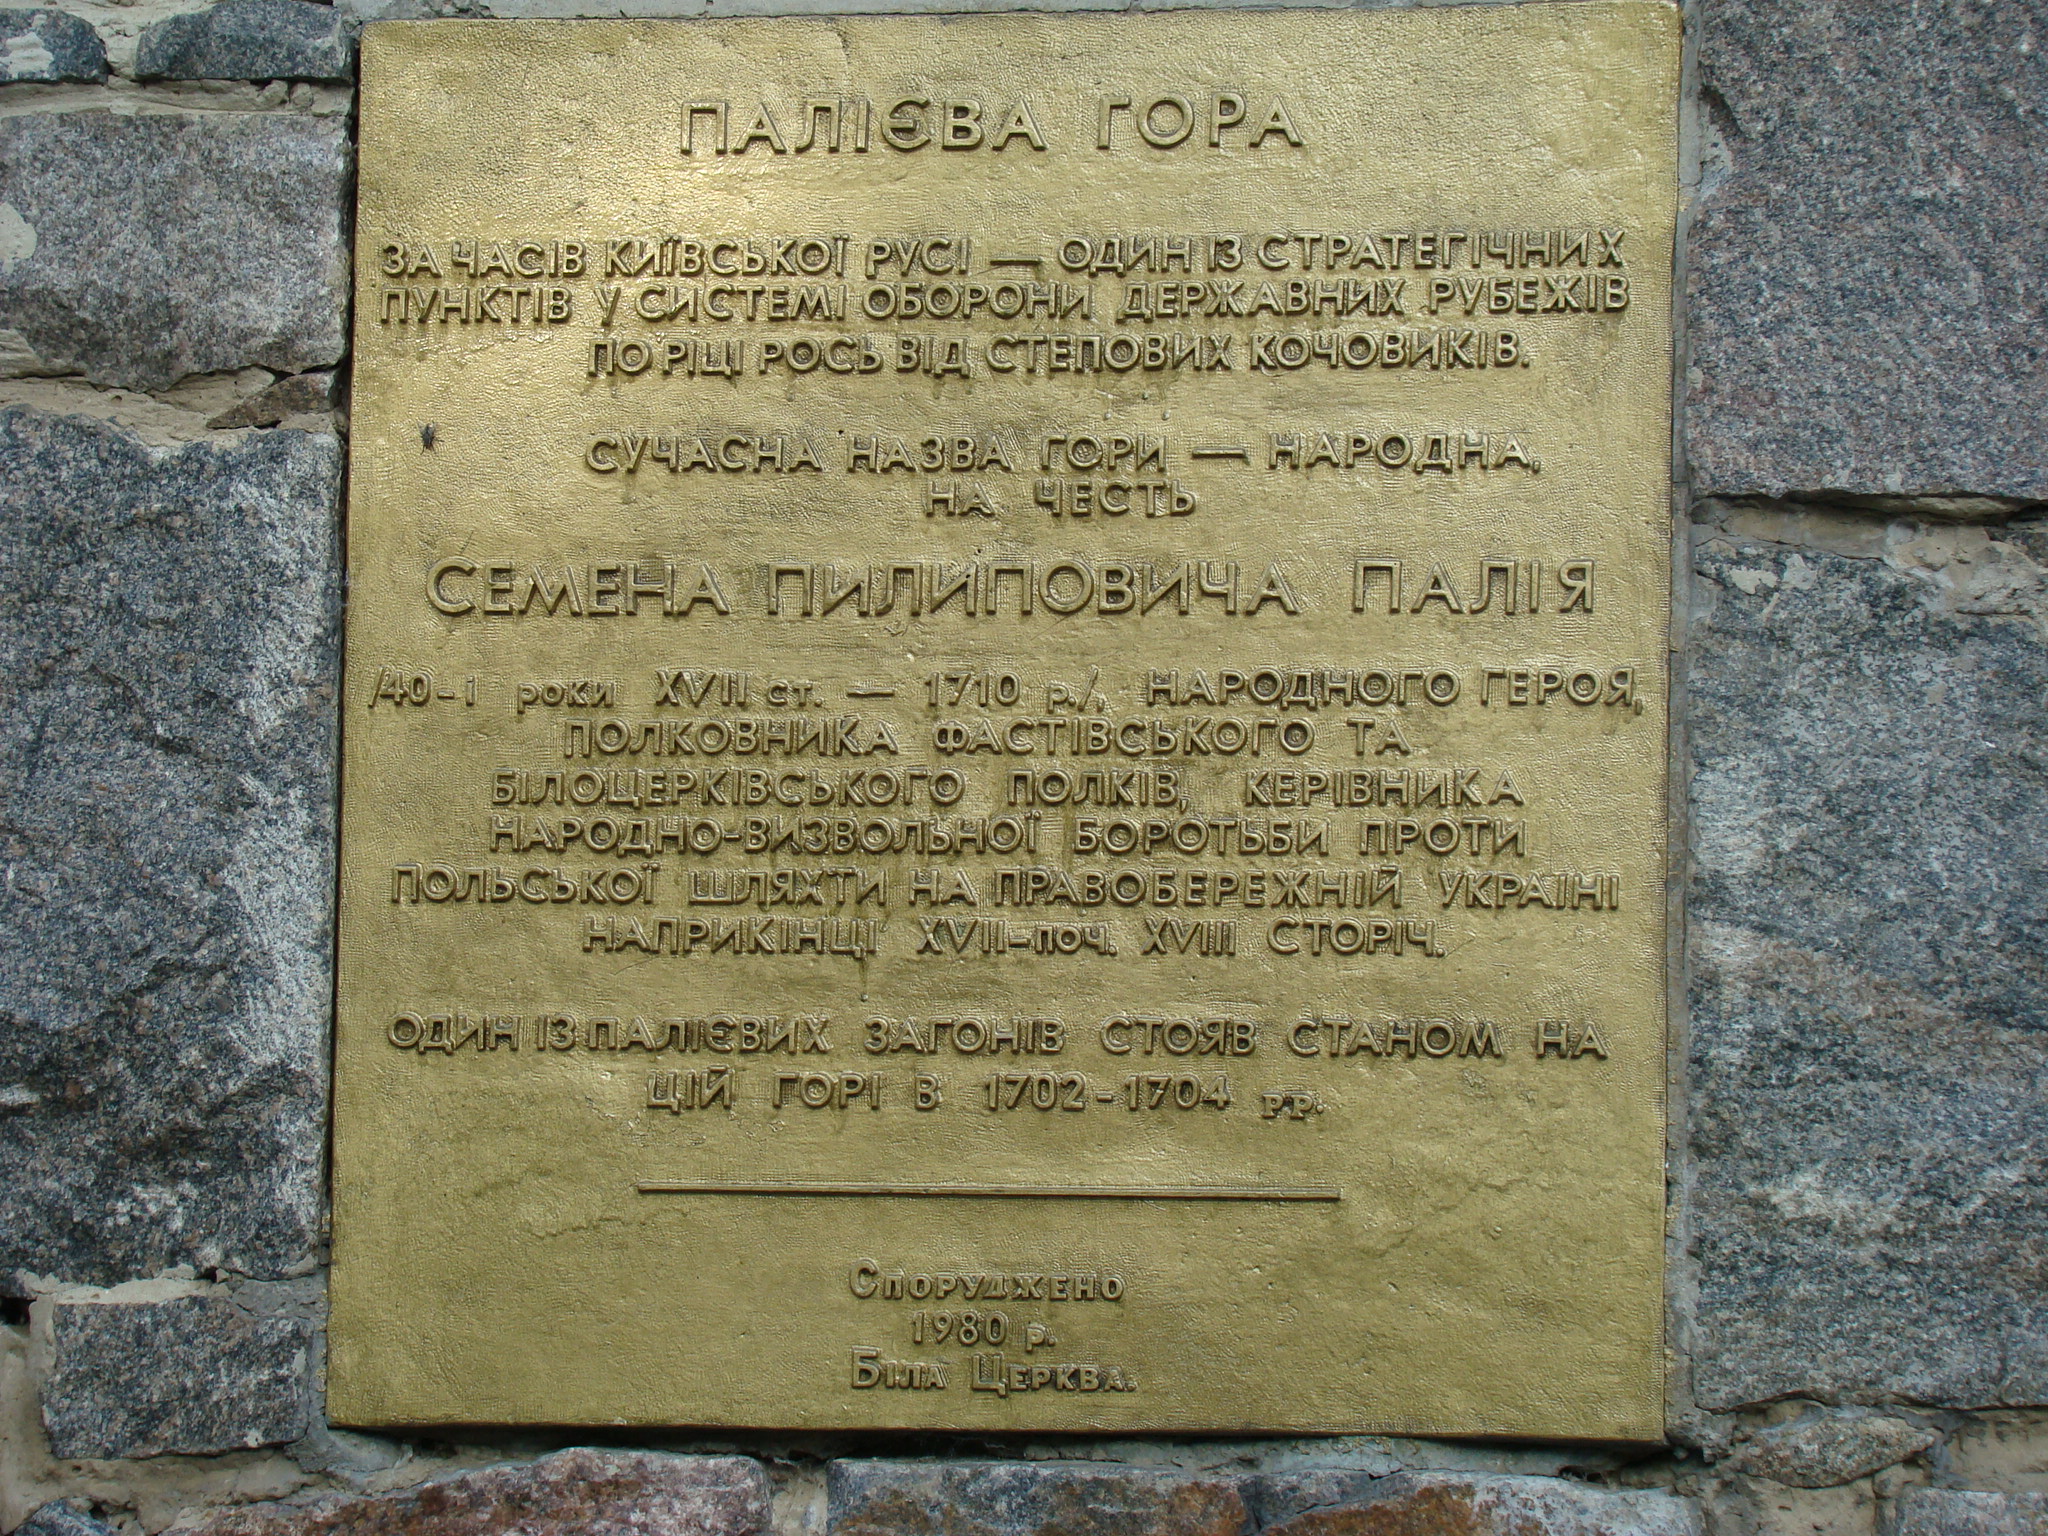 ПАЛІЄВА ГОРА
ЗА ЧАСІВ КИЇВСЬКОЇ РУСІ — ОДИН ІЗ СТРАТЕГІЧНИХ
ПУНКТІВ У СИСТЕМІ ОБОРОНИ ДЕРЖАВНИХ РУБЕЖІВ
ПО РІЦІ РОСЬ ВІД СТЕПОВИХ КОЧОВИКІВ.
СУЧАСНА НАЗВА ГОРИ — НАРОДНА,
НА ЧЕСТЬ
СЕМЕНА ПИЛИПОВИЧА ПАЛІЯ
/40-і роки XVII ст. — 1710 р./, НАРОДНОГО ГЕРОЯ,
ПОЛКОВНИКА ФАСТІВСЬКОГО ТА
БІЛОЦЕРКІВСЬКОГО ПОЛКІВ, КЕРІВНИКА
НАРОДНО-ВИЗВОЛЬНОЇ БОРОТЬБИ ПРОТИ
ПОЛЬСЬКОЇ ШЛЯХТИ НА ПРАВОБЕРЕЖНІЙ УКРАЇНІ
НАПРИКІНЦІ XVII-поч. XVIII СТОРІЧ.
ОДИН ІЗ ПАЛІЄВИХ ЗАГОНІВ СТОЯВ СТАНОМ НА
ЦІЙ ГОРІ В 1702-1704 рр.
Споруджено
1980 р.
Біла Церква.